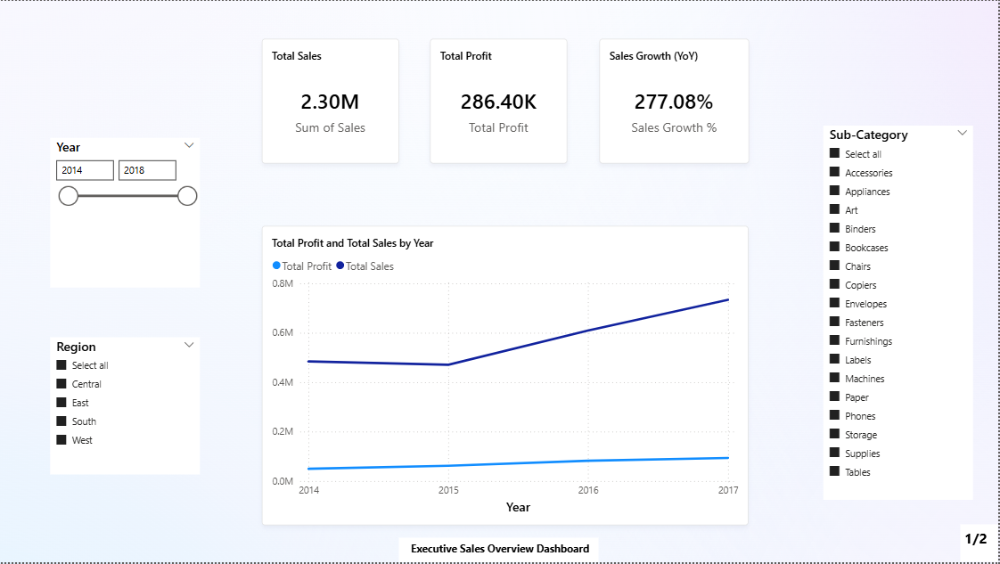 Total Sales
2.30M
Sum of Sales
Total Profit
286.40K
Total Profit
Sales Growth (YoY)
277.08%
Sales Growth %
Year
2014 2018
Region
Select all
Central
East
South
West
Total Profit and Total Sales by Year
Total Profit Total Sales
0.8M
0.6M
0.4M
0.2M
0.0M
2014 2015 2016 2017
Year
Sub-Category
Select all
Accessories
Appliances
Art
Binders
Bookcases
Chairs
Copiers
Envelopes
Fasteners
Furnishings
Labels
Machines
Paper
Phones
Storage
Supplies
Tables
Executive Sales Overview Dashboard
1/2